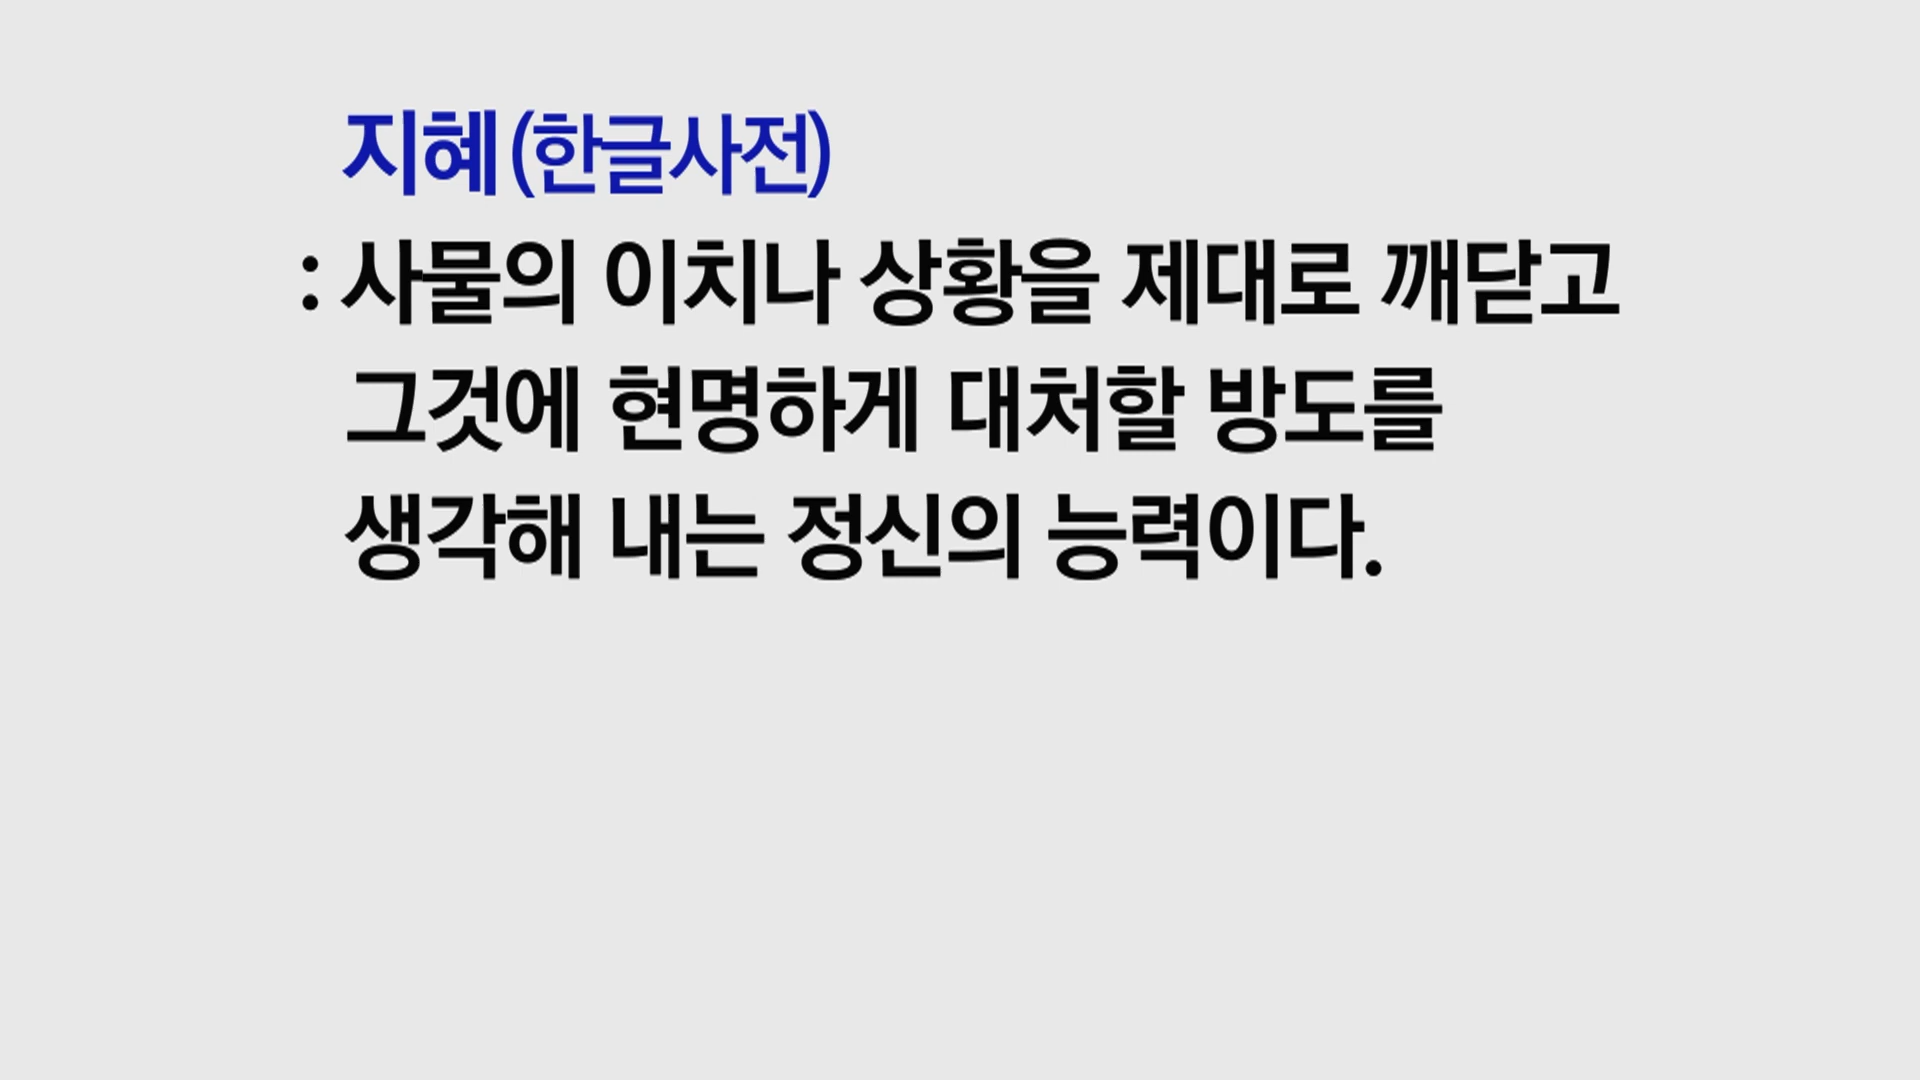 지혜(한글사전)
: 사물의 이치나 상황을 제대로 깨닫고
그것에 현명하게 대처할 방도를
생각해 내는 정신의 능력이다.